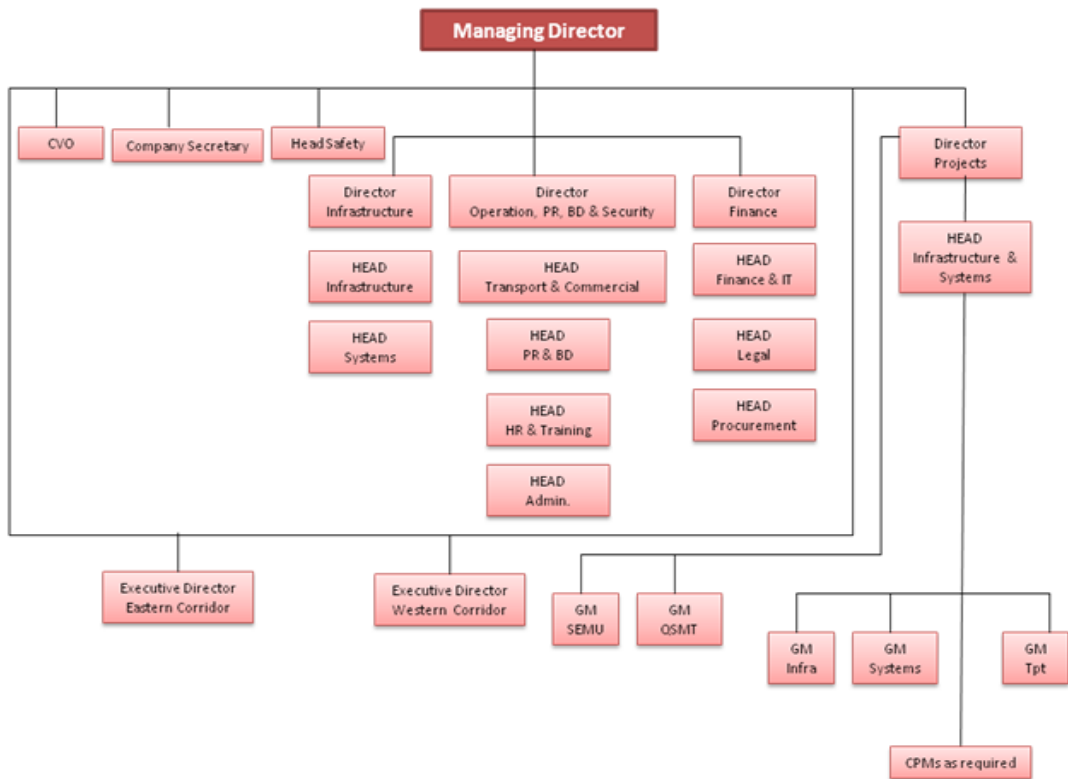 Managing Director
CVO
Company Secretary
Head Safety
Director
Projects
Director
Infrastructure
Director
Operation, PR, BD & Security
Director
Finance
HEAD
Infrastructure &
Systems
HEAD
Infrastructure
HEAD
Transport & Commercial
HEAD
Finance & IT
HEAD
Systems
HEAD
PR & BD
HEAD
Legal
HEAD
HR & Training
HEAD
Procurement
HEAD
Admin.
Executive Director
Eastern Corridor
Executive Director
Western Corridor
GM
SEMU
GM
QSMT
GM
Infra
GM
Systems
GM
Tpt
CPMs as required